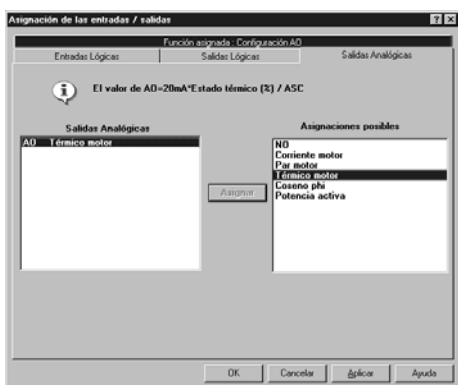 Asignación de las entradas / salidas
Función asignada : Configuración AO
Entradas Lógicas
Salidas Lógicas
Salidas Analógicas
El valor de AO=20mA*Estado térmico (%) / ASC
Salidas Analógicas
AO Térmico motor
Asignar
Asignaciones posibles
NO
Corriente motor
Par motor
Térmico motor
Coseno phi
Potencia activa
OK
Cancelar
Aplicar
Ayuda